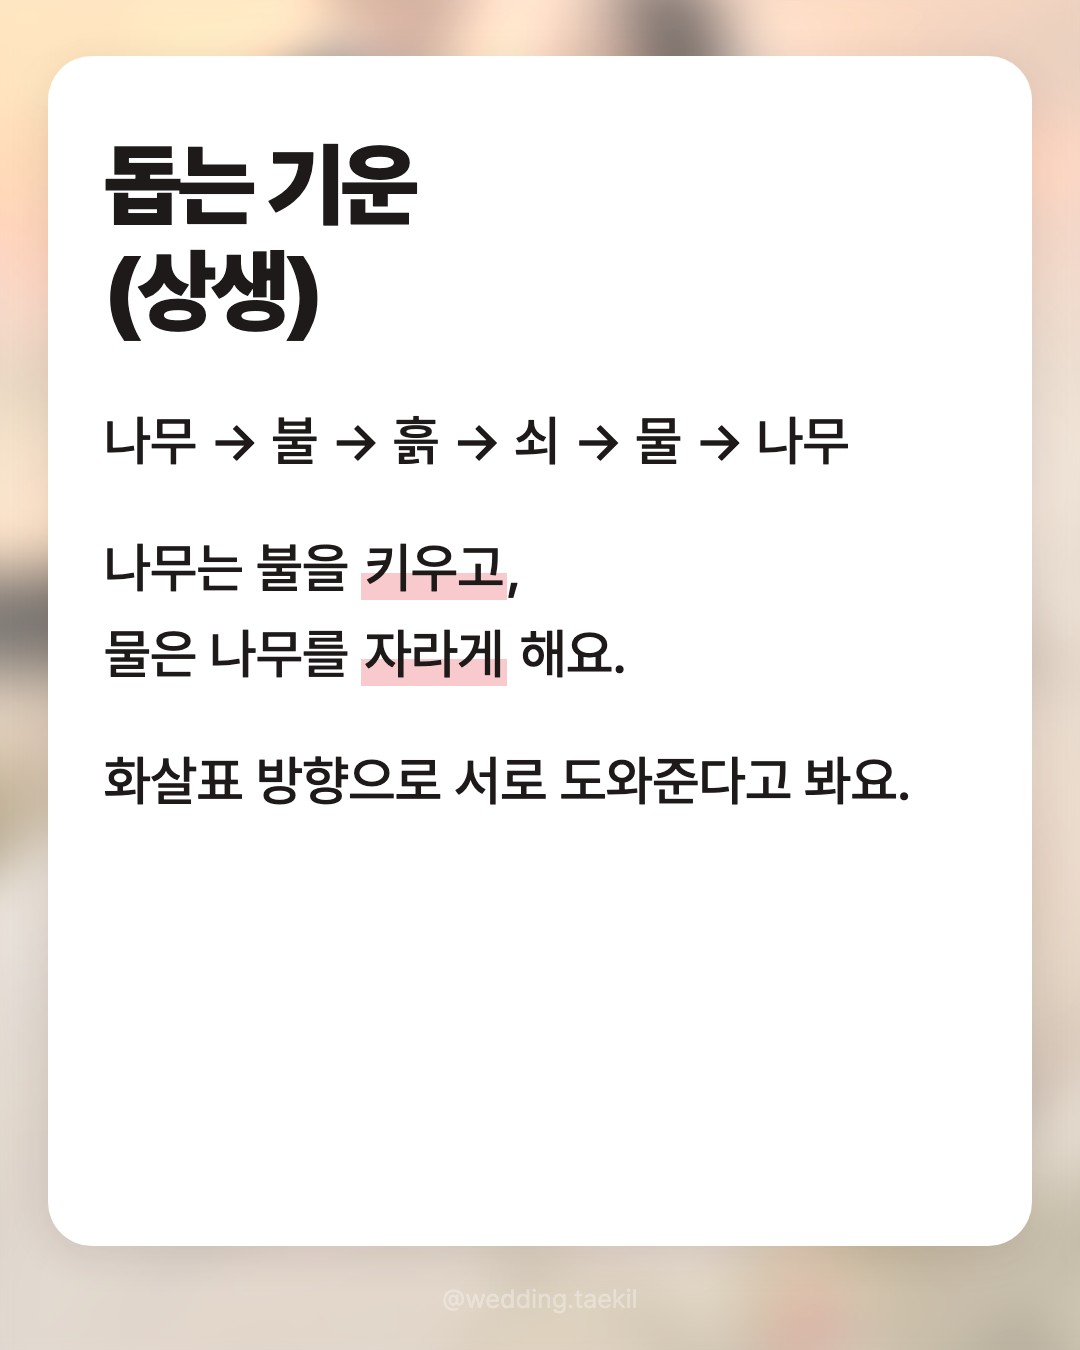 돕는 기운
(상생)
나무 → 불 → 흙 → 쇠 → 물 → 나무
나무는 불을 키우고,
물은 나무를 자라게 해요.
화살표 방향으로 서로 도와준다고 봐요.
@wedding.taekil